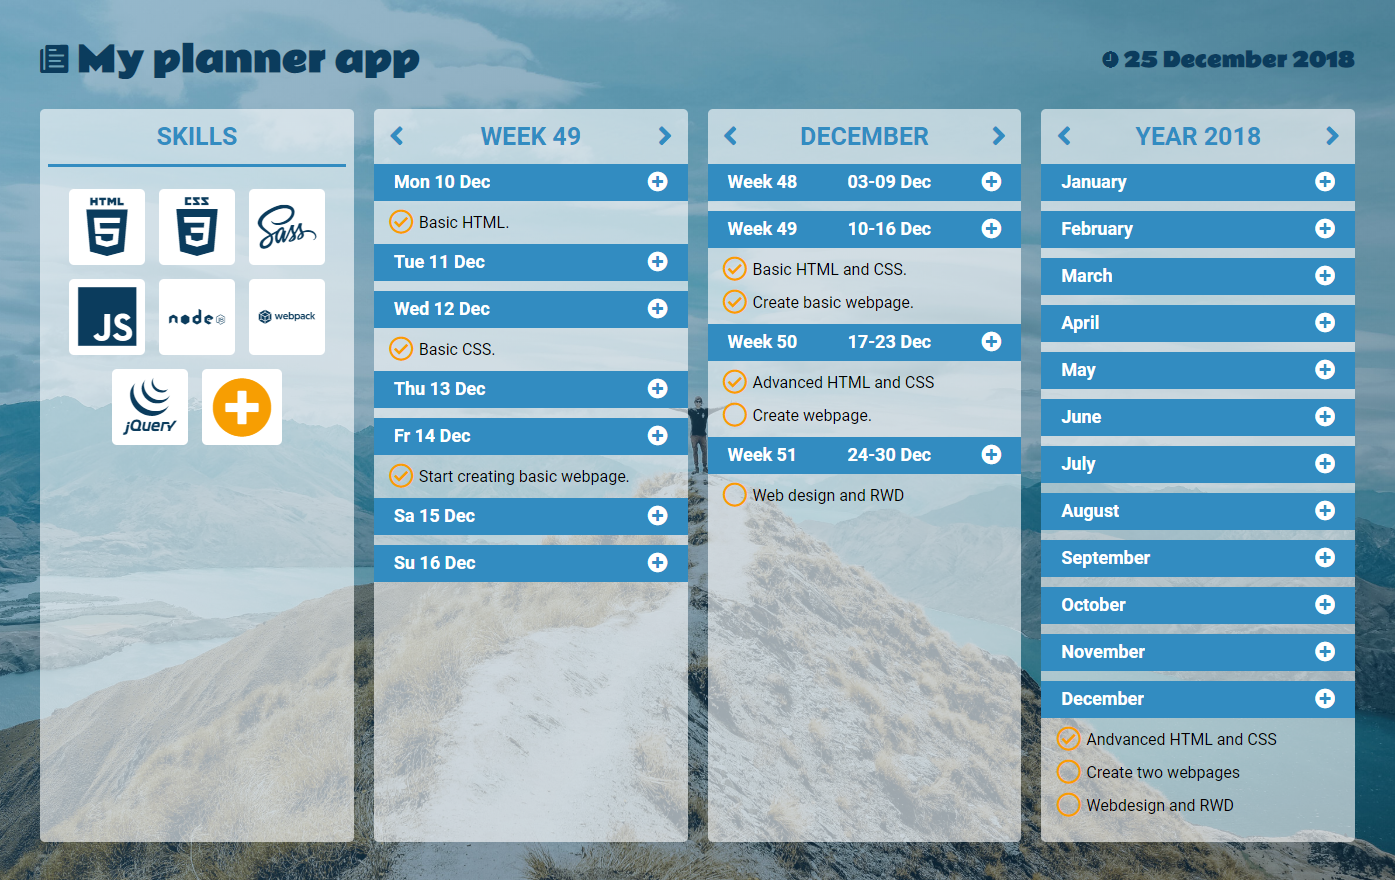 My planner app
25 December 2018
SKILLS
HTML
5
CSS
3
Sass
JS
node JS
webpack
jQuery
WEEK 49
Mon 10 Dec
Basic HTML.
Tue 11 Dec
Wed 12 Dec
Basic CSS.
Thu 13 Dec
Fr 14 Dec
Start creating basic webpage.
Sa 15 Dec
Su 16 Dec
DECEMBER
Week 48 03-09 Dec
Week 49 10-16 Dec
Basic HTML and CSS.
Create basic webpage.
Week 50 17-23 Dec
Advanced HTML and CSS
Create webpage.
Week 51 24-30 Dec
Web design and RWD
YEAR 2018
January
February
March
April
May
June
July
August
September
October
November
December
Andvanced HTML and CSS
Create two webpages
Webdesign and RWD